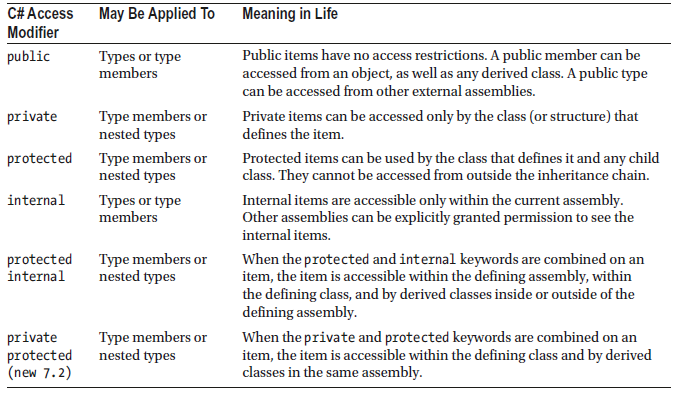 C# Access May Be Applied To Meaning in Life
Modifier
public Types or type Public items have no access restrictions. A public member can be
members accessed from an object, as well as any derived class. A public type
can be accessed from other external assemblies.
private Type members or Private items can be accessed only by the class (or structure) that
nested types defines the item.
protected Type members or Protected items can be used by the class that defines it and any child
nested types class. They cannot be accessed from outside the inheritance chain.
internal Types or type Internal items are accessible only within the current assembly.
members Other assemblies can be explicitly granted permission to see the
internal items.
protected Type members or When the protected and internal keywords are combined on an
internal nested types item, the item is accessible within the defining assembly, within
the defining class, and by derived classes inside or outside of the
defining assembly.
private Type members or When the private and protected keywords are combined on an
protected nested types item, the item is accessible within the defining class and by derived
(new 7.2) classes in the same assembly.